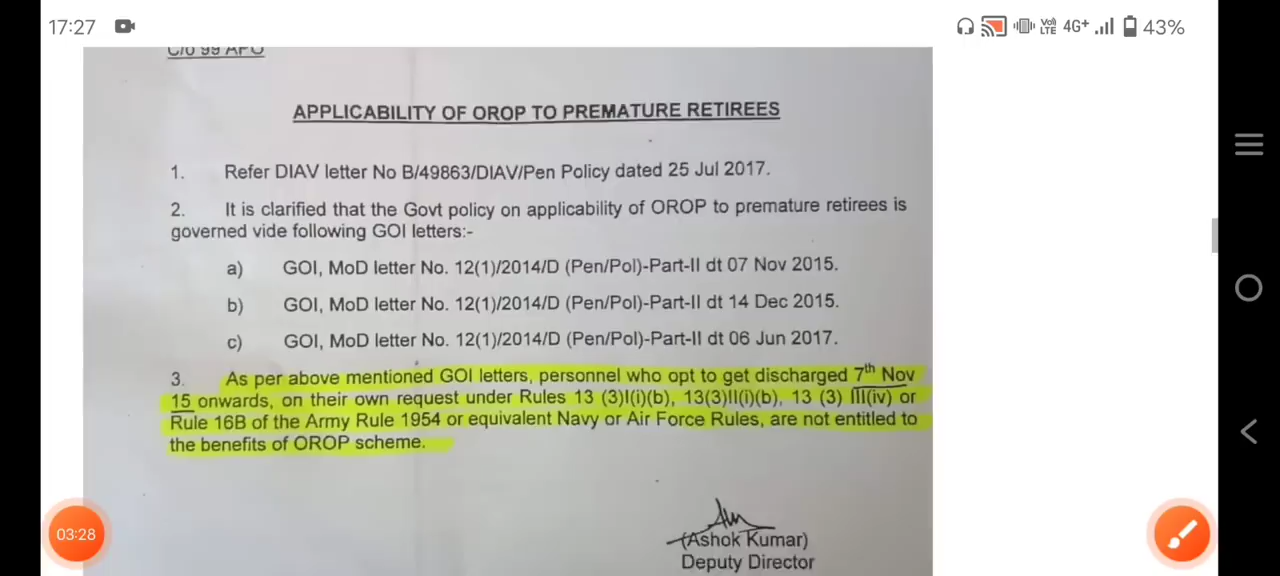 17:27
Vo) LTE 4G+ 43%
C/o 99 APO
APPLICABILITY OF OROP TO PREMATURE RETIREES
1. Refer DIAV letter No B/49863/DIAV/Pen Policy dated 25 Jul 2017.
2. It is clarified that the Govt policy on applicability of OROP to premature retirees is
governed vide following GOI letters:-
a) GOI, MoD letter No. 12(1)/2014/D (Pen/Pol)-Part-II dt 07 Nov 2015.
b) GOI, MoD letter No. 12(1)/2014/D (Pen/Pol)-Part-II dt 14 Dec 2015.
c) GOI, MoD letter No. 12(1)/2014/D (Pen/Pol)-Part-II dt 06 Jun 2017.
3. As per above mentioned GOI letters, personnel who opt to get discharged 7th Nov
15 onwards, on their own request under Rules 13 (3)I(i)(b), 13(3)II(i)(b), 13 (3) III(iv) or
Rule 16B of the Army Rule 1954 or equivalent Navy or Air Force Rules, are not entitled to
the benefits of OROP scheme.
(Ashok Kumar)
Deputy Director
03:28